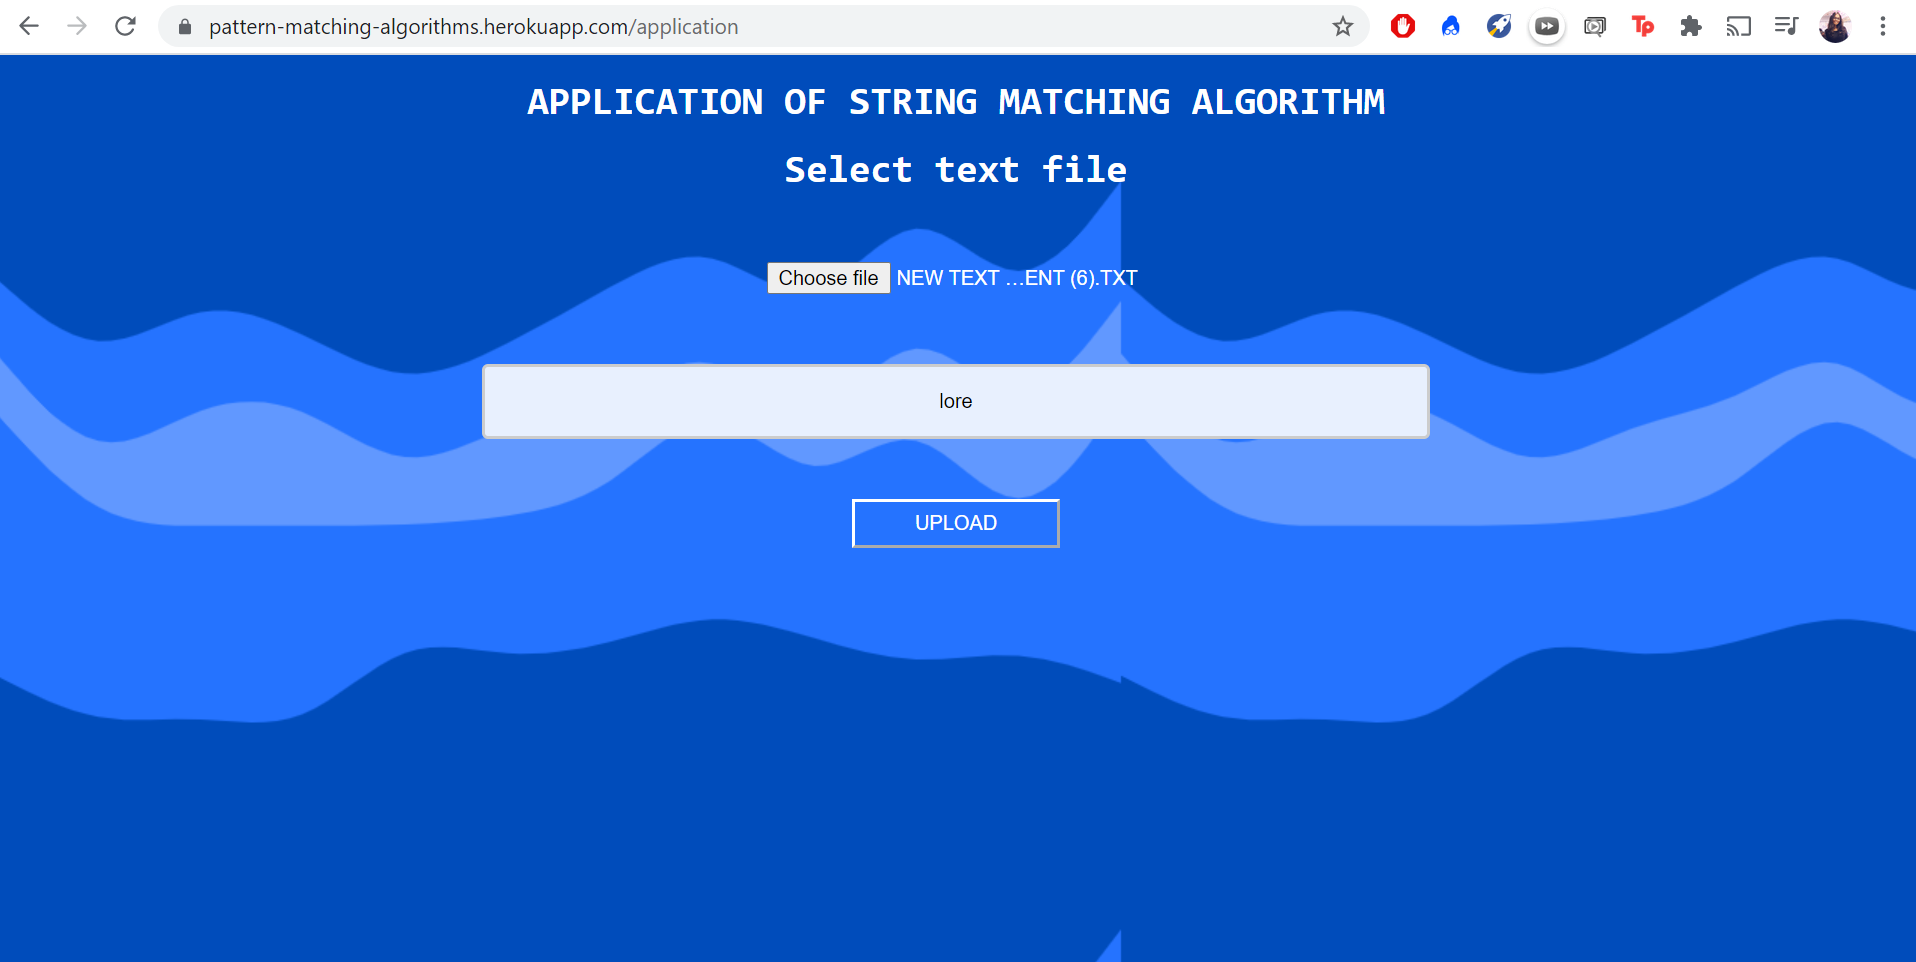 pattern-matching-algorithms.herokuapp.com/application
Tp
APPLICATION OF STRING MATCHING ALGORITHM
Select text file
Choose file NEW TEXT ...ENT (6).TXT
lore
UPLOAD